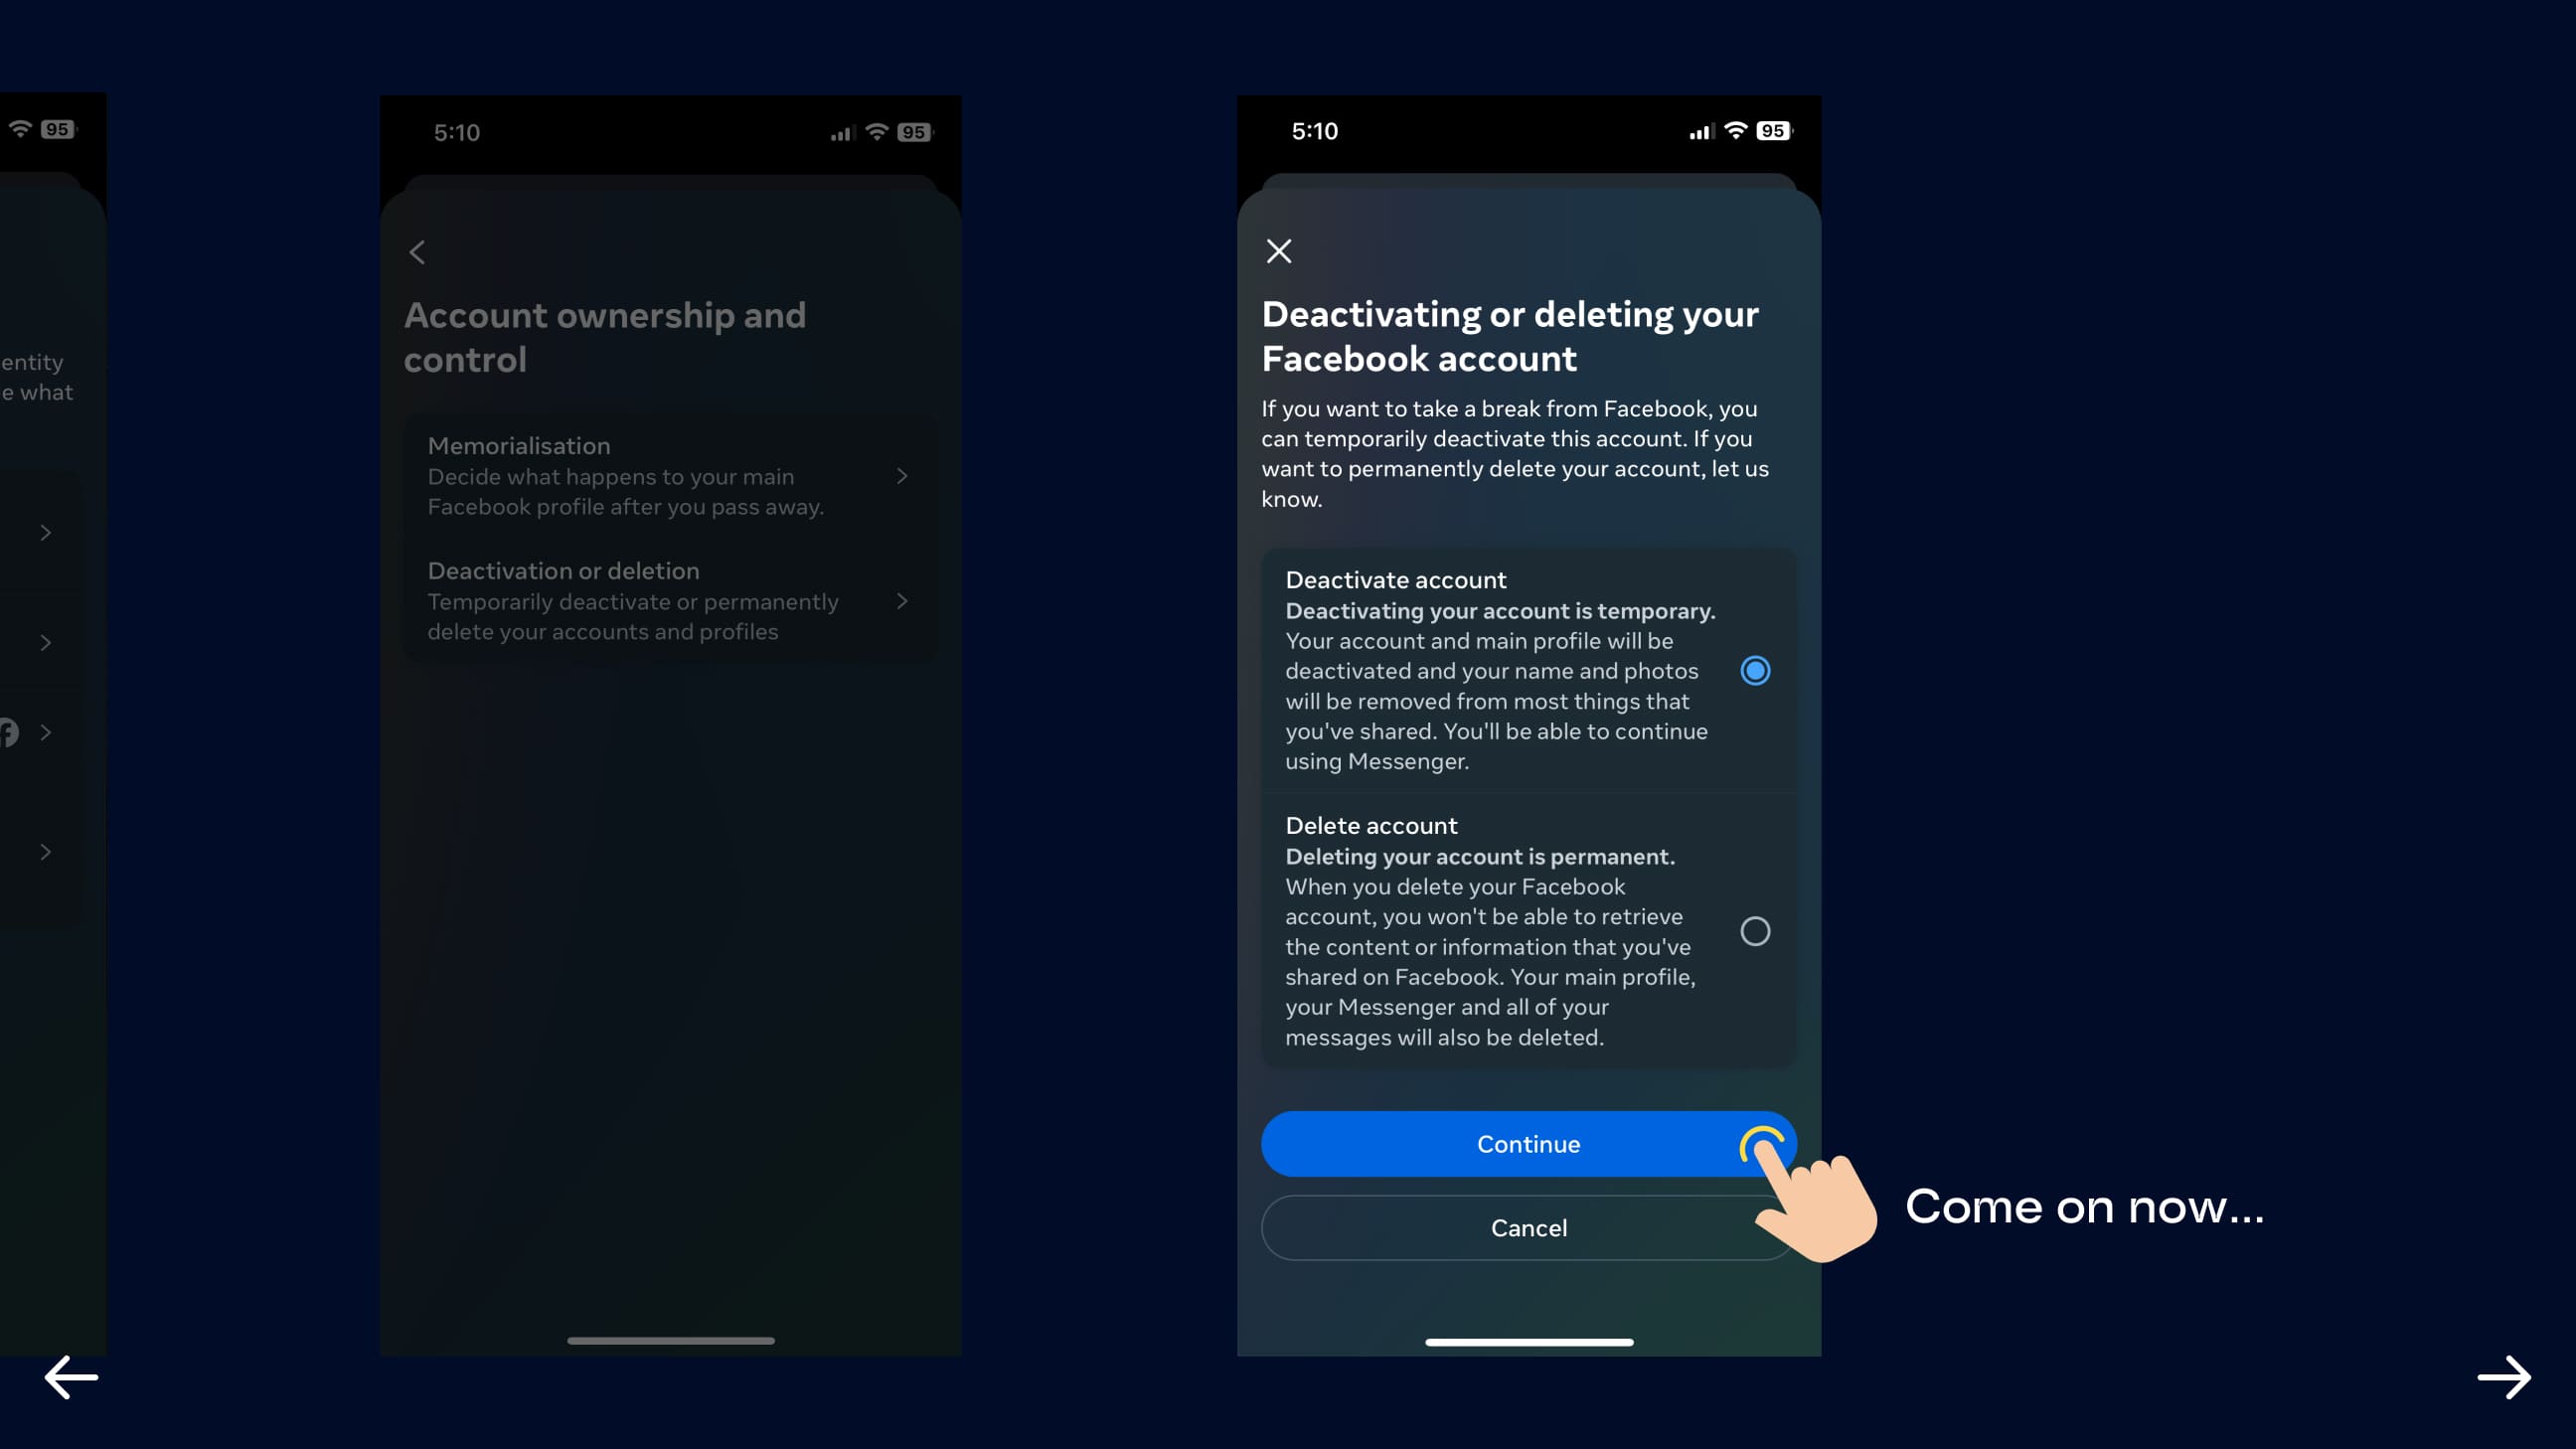 95
entity
e what
5:10
95
Account ownership and
control
Memorialisation
Decide what happens to your main
Facebook profile after you pass away.
Deactivation or deletion
Temporarily deactivate or permanently
delete your accounts and profiles
5:10
95
Deactivating or deleting your
Facebook account
If you want to take a break from Facebook, you
can temporarily deactivate this account. If you
want to permanently delete your account, let us
know.
Deactivate account
Deactivating your account is temporary.
Your account and main profile will be
deactivated and your name and photos
will be removed from most things that
you've shared. You'll be able to continue
using Messenger.
Delete account
Deleting your account is permanent.
When you delete your Facebook
account, you won't be able to retrieve
the content or information that you've
shared on Facebook. Your main profile,
your Messenger and all of your
messages will also be deleted.
Continue
Cancel
Come on now...